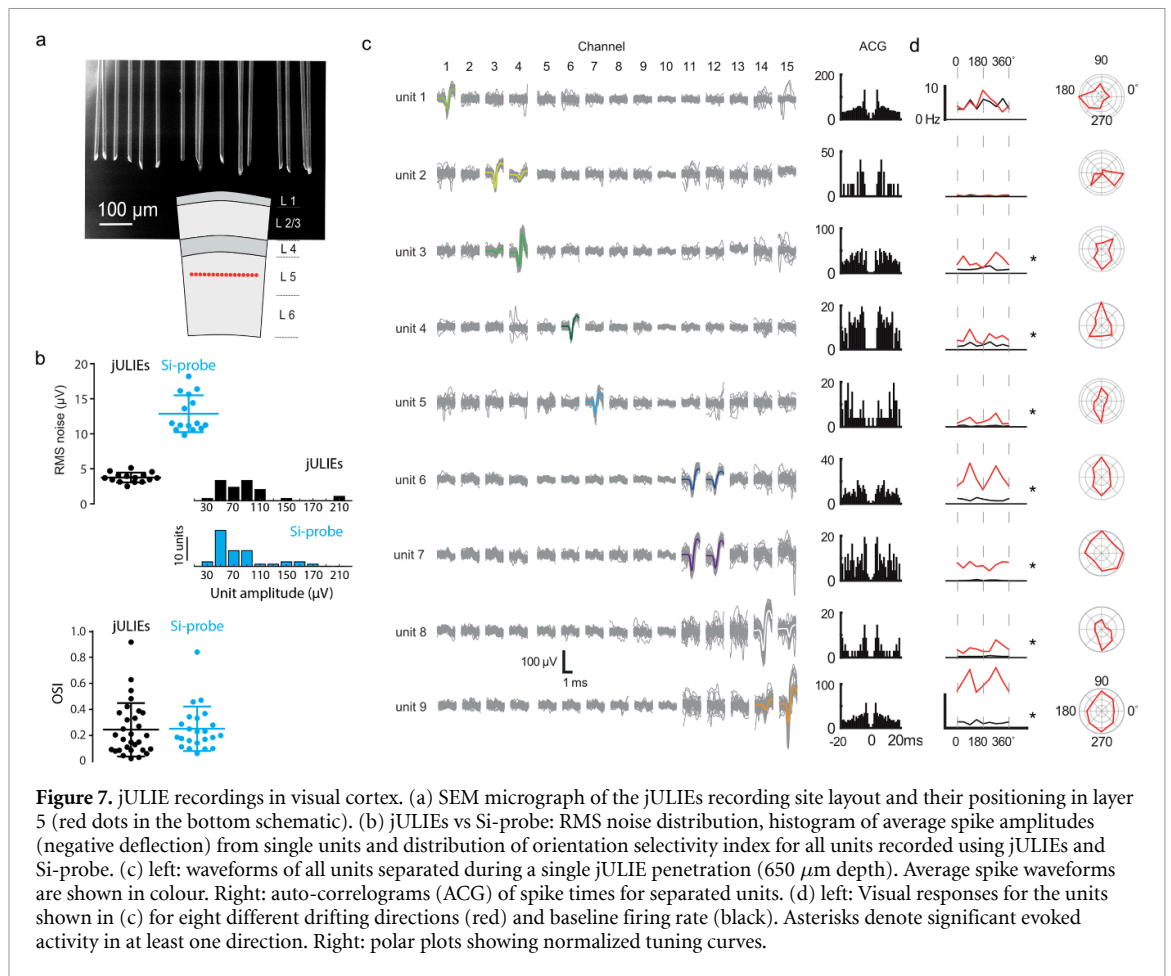 a
100 µm
L 1
L 2/3
L 4
L 5
L 6
b
jULIEs Si-probe
RMS noise (µV)
20
15
10
5
0
jULIEs
30 70 110 150 170 210
Si-probe
10 units
30 70 110 150 170 210
Unit amplitude (µV)
jULIEs Si-probe
OSI
1.0
0.8
0.6
0.4
0.2
0
c
Channel
1 2 3 4 5 6 7 8 9 10 11 12 13 14 15
unit 1
unit 2
unit 3
unit 4
unit 5
unit 6
unit 7
unit 8
unit 9
100 µV
1 ms
ACG
200
100
0
50
0
100
0
20
0
20
0
40
0
20
0
20
0
100
0
-20 0 20ms
d
0 180 360°
10
0 Hz
*
*
*
*
*
*
*
0 180 360°
90
180 0°
270
90
180 0°
270
Figure 7. jULIE recordings in visual cortex. (a) SEM micrograph of the jULIEs recording site layout and their positioning in layer
5 (red dots in the bottom schematic). (b) jULIEs vs Si-probe: RMS noise distribution, histogram of average spike amplitudes
(negative deflection) from single units and distribution of orientation selectivity index for all units recorded using jULIEs and
Si-probe. (c) left: waveforms of all units separated during a single jULIE penetration (650 µm depth). Average spike waveforms
are shown in colour. Right: auto-correlograms (ACG) of spike times for separated units. (d) left: Visual responses for the units
shown in (c) for eight different drifting directions (red) and baseline firing rate (black). Asterisks denote significant evoked
activity in at least one direction. Right: polar plots showing normalized tuning curves.